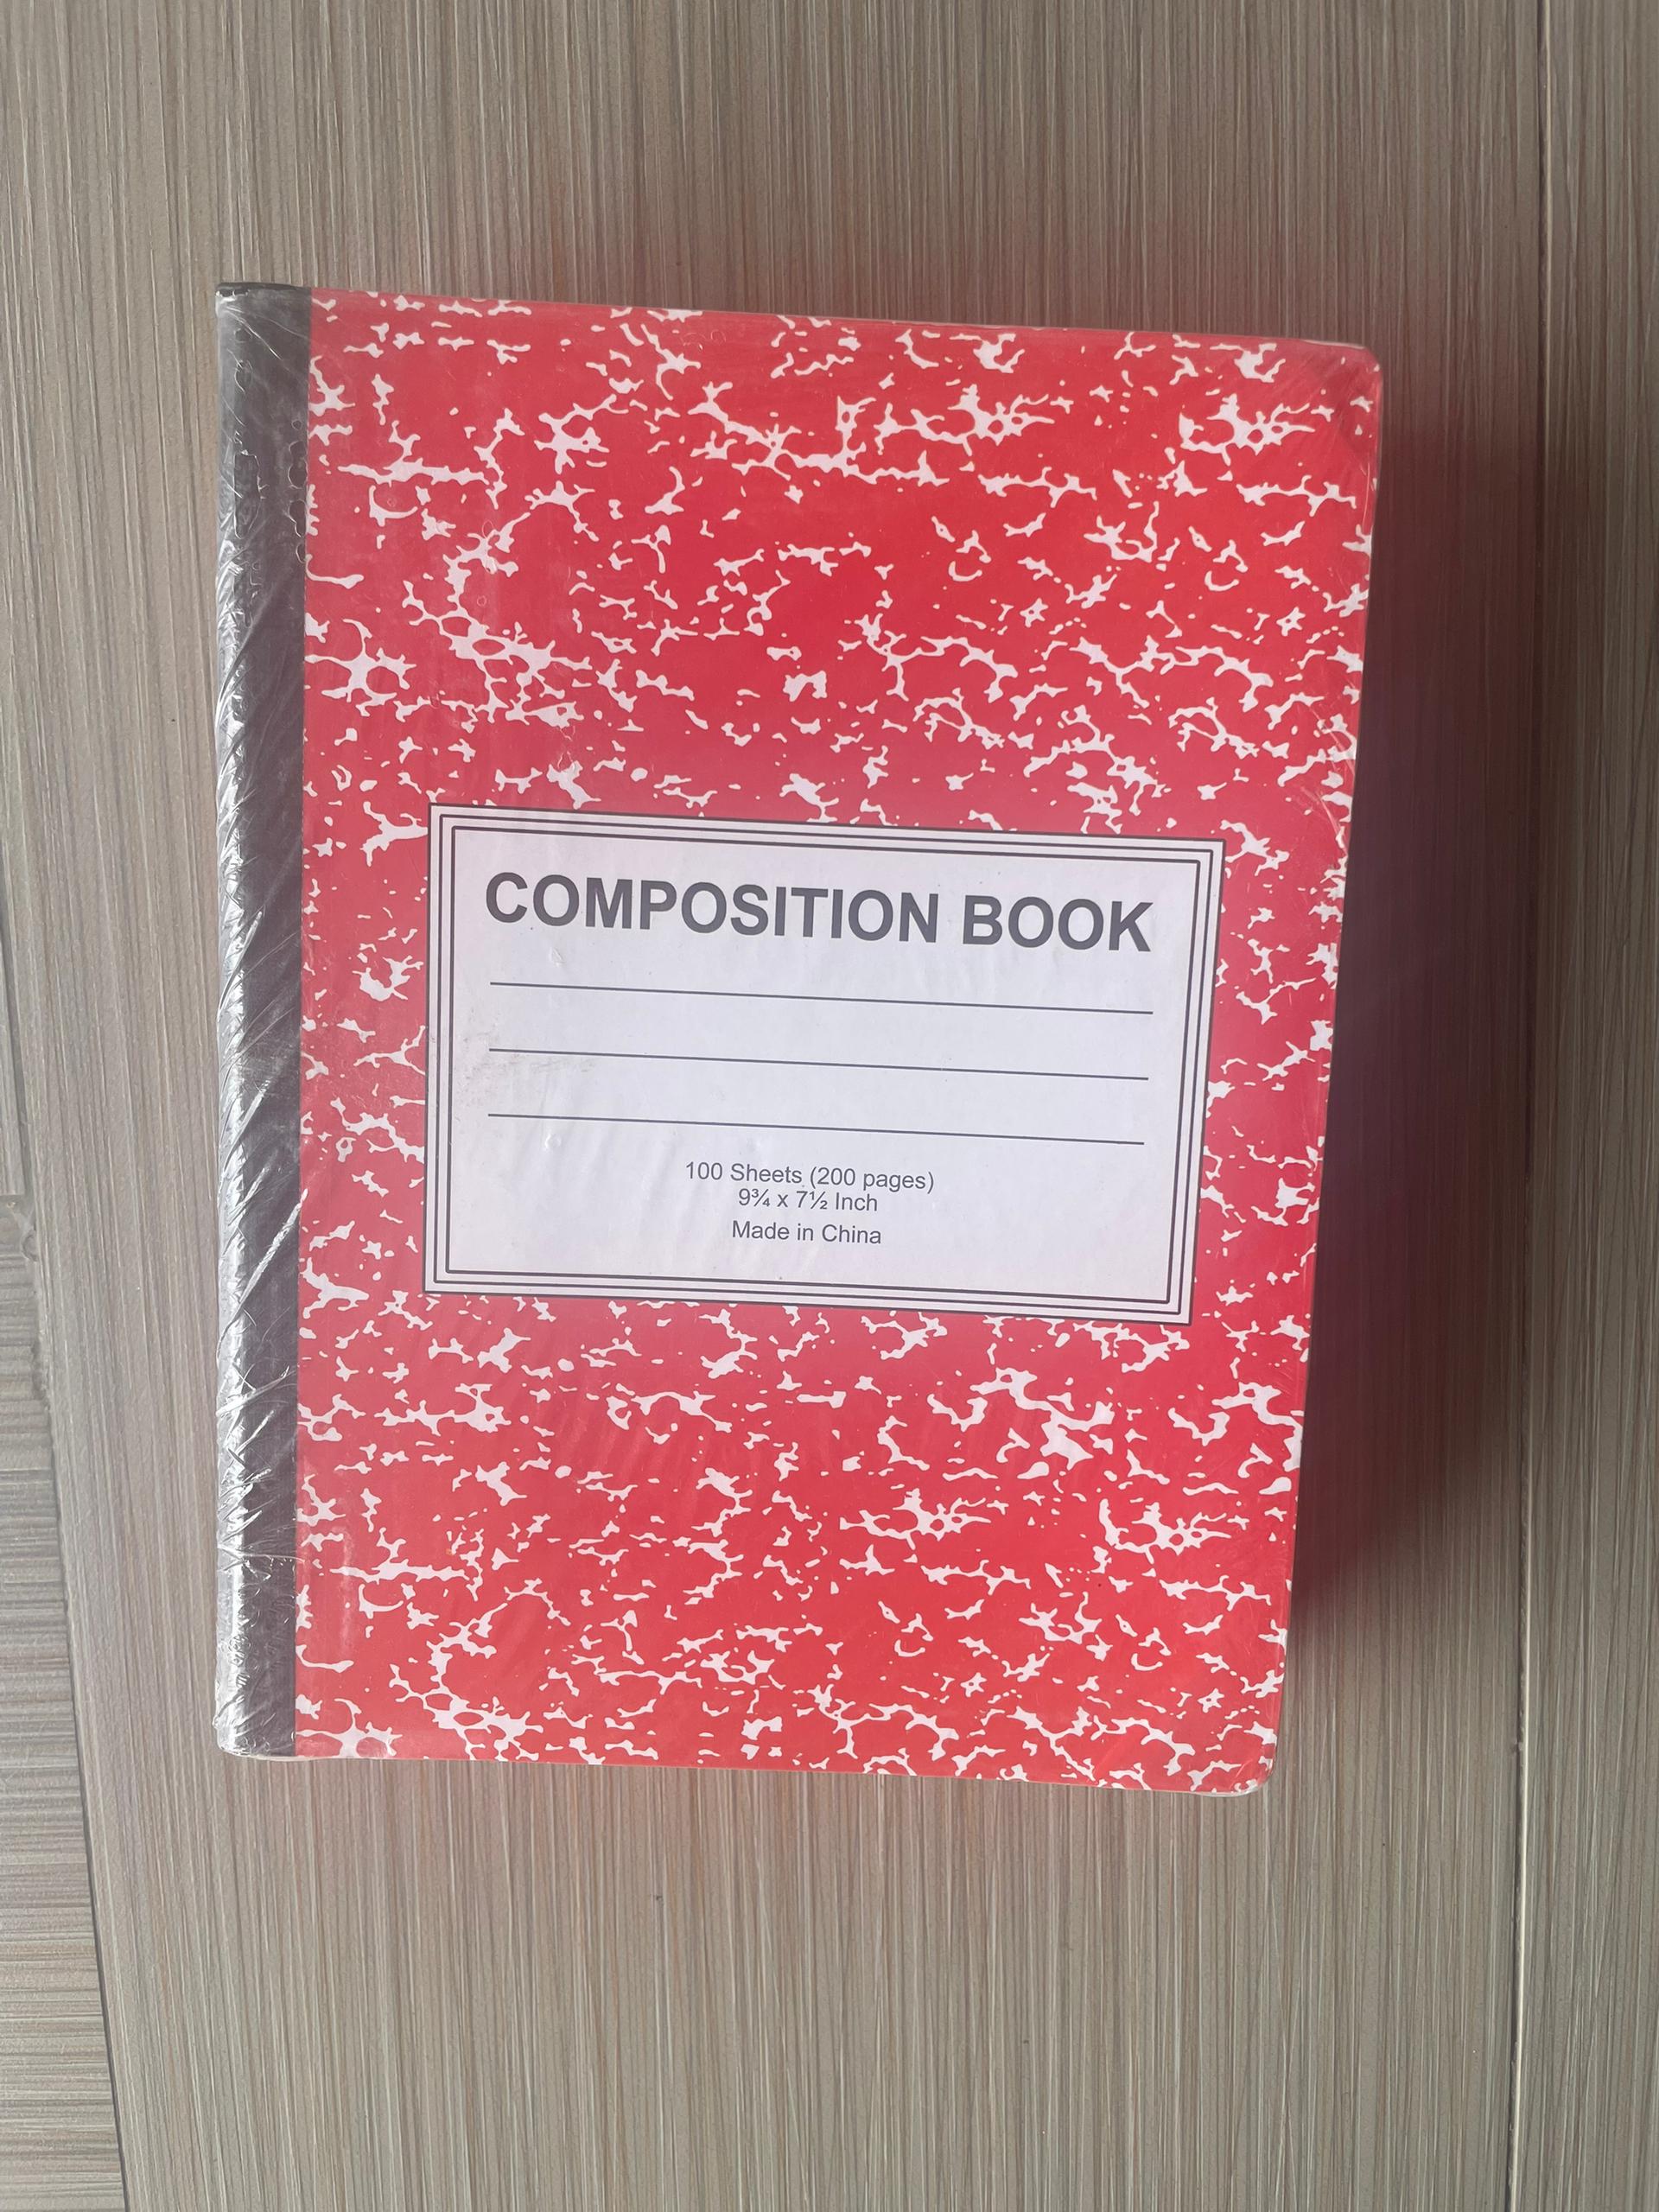 COMPOSITION BOOK
100 Sheets (200 pages)
9¾ x 7½ Inch
Made in China